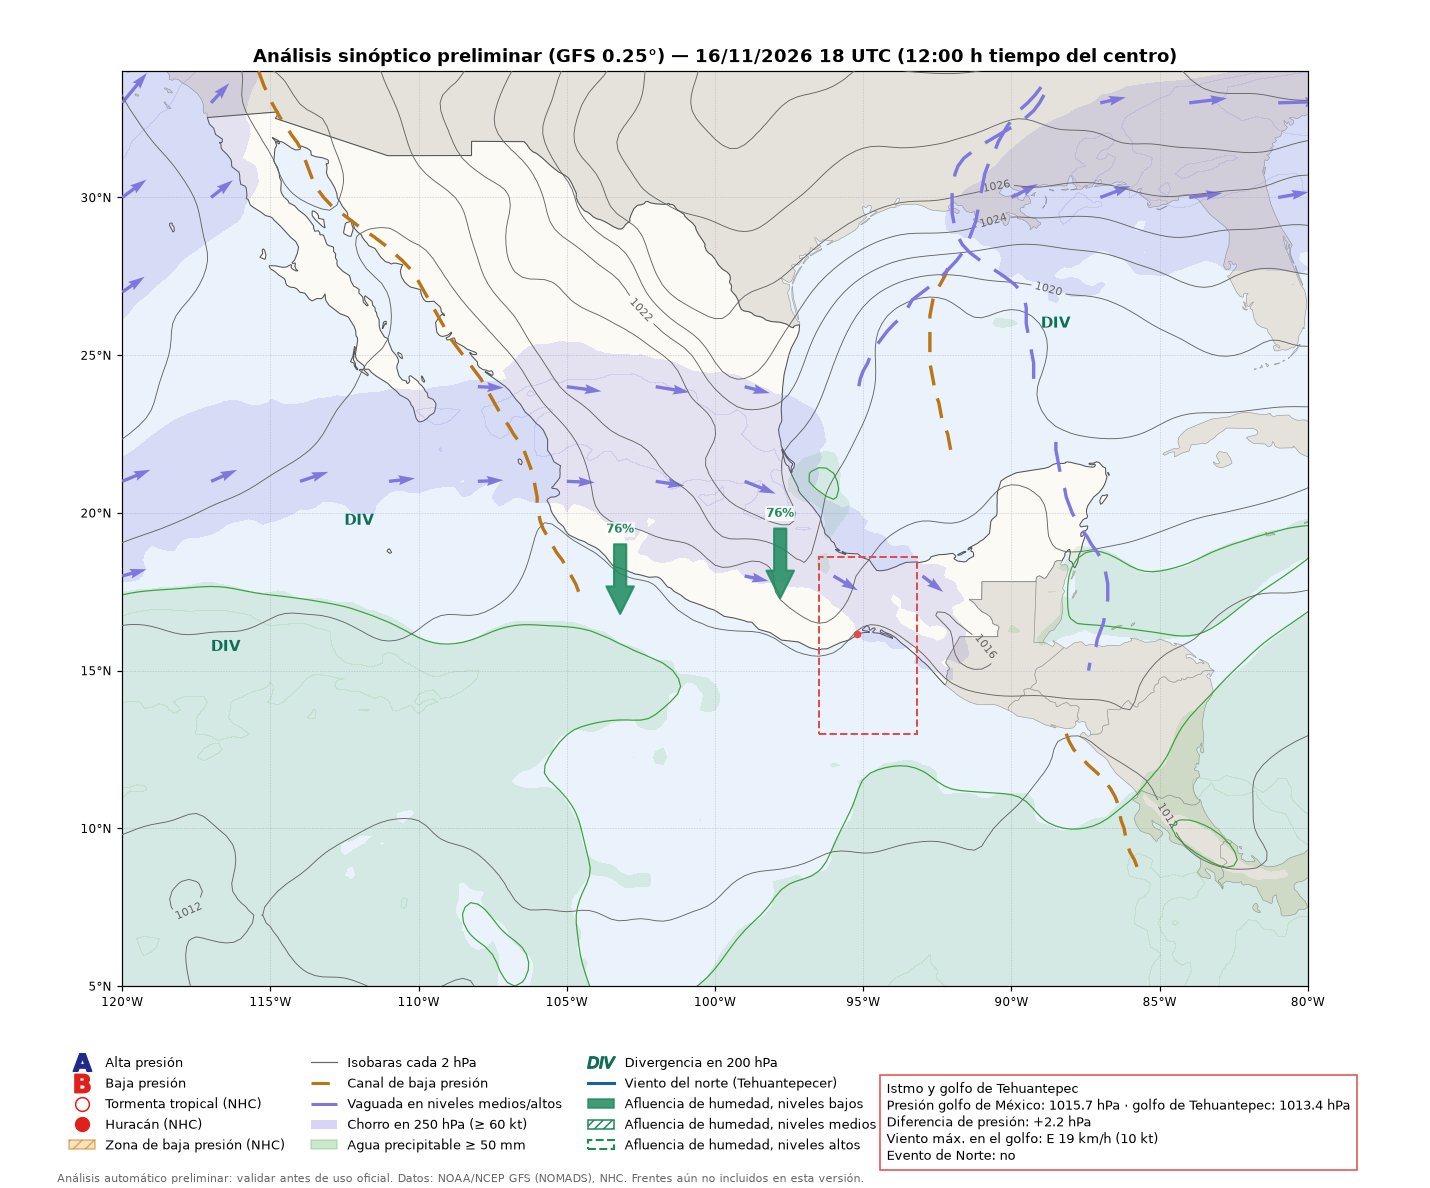 Análisis sinóptico preliminar (GFS 0.25°) — 16/11/2026 18 UTC (12:00 h tiempo del centro)
30°N
25°N
20°N
15°N
10°N
5°N
1026
1024
1020
1022
1016
1012
1012
DIV
DIV
DIV
76%
76%
120°W
115°W
110°W
105°W
100°W
95°W
90°W
85°W
80°W
A Alta presión
B Baja presión
Tormenta tropical (NHC)
Huracán (NHC)
Zona de baja presión (NHC)
Isobaras cada 2 hPa
Canal de baja presión
Vaguada en niveles medios/altos
Chorro en 250 hPa (≥ 60 kt)
Agua precipitable ≥ 50 mm
DIV Divergencia en 200 hPa
Viento del norte (Tehuantepecer)
Afluencia de humedad, niveles bajos
Afluencia de humedad, niveles medios
Afluencia de humedad, niveles altos
Istmo y golfo de Tehuantepec
Presión golfo de México: 1015.7 hPa · golfo de Tehuantepec: 1013.4 hPa
Diferencia de presión: +2.2 hPa
Viento máx. en el golfo: E 19 km/h (10 kt)
Evento de Norte: no
Análisis automático preliminar: validar antes de uso oficial. Datos: NOAA/NCEP GFS (NOMADS), NHC. Frentes aún no incluidos en esta versión.